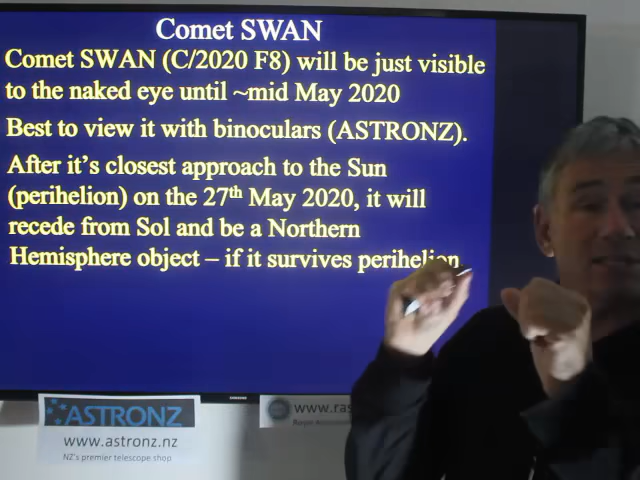 Comet SWAN
Comet SWAN (C/2020 F8) will be just visible
to the naked eye until ~mid May 2020
Best to view it with binoculars (ASTRONZ).
After it's closest approach to the Sun
(perihelion) on the 27th May 2020, it will
recede from Sol and be a Northern
Hemisphere object – if it survives perihelion
SAMSUNG
ASTRONZ
www.astronz.nz
NZ's premier telescope shop
www.ras